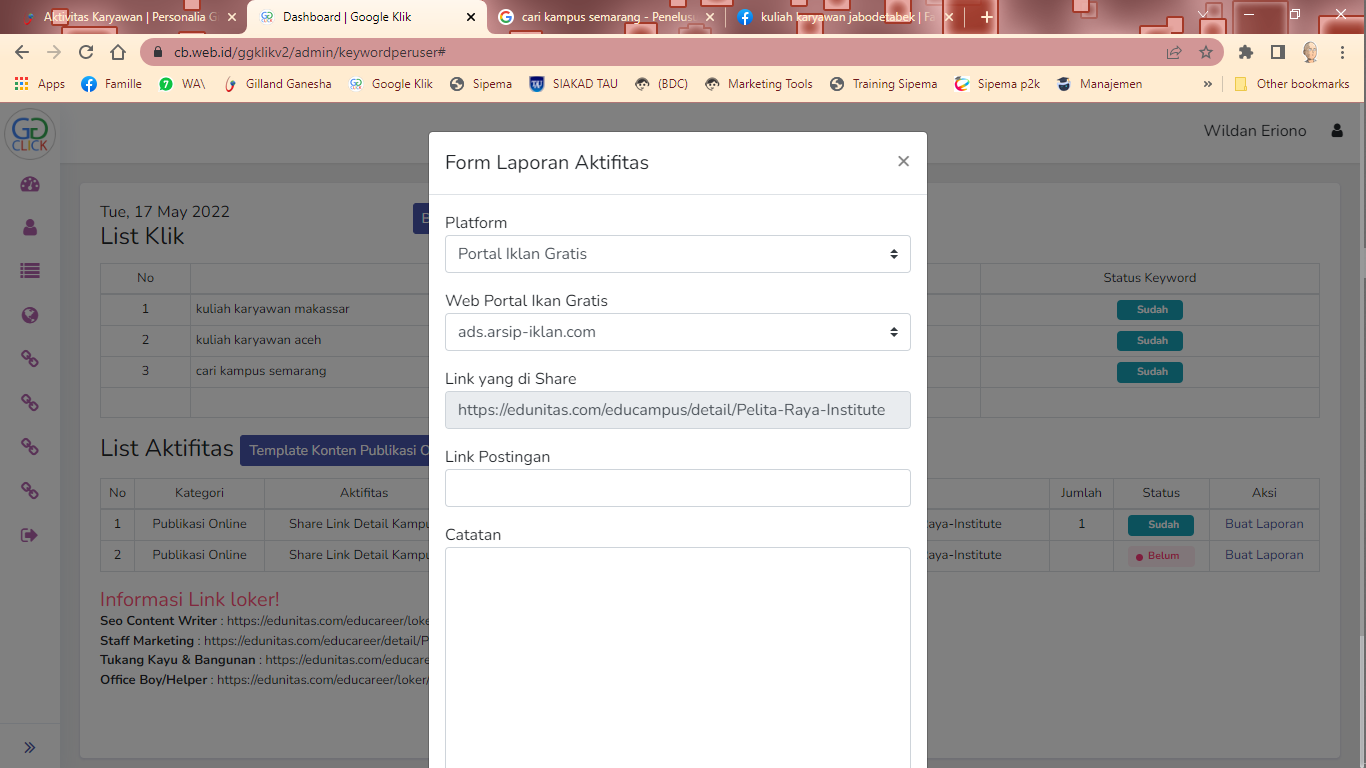 Aktivitas Karyawan | Personalia G
Dashboard | Google Klik
cari kampus semarang - Penelus
kuliah karyawan jabodetabek | Fa
cb.web.id/ggklikv2/admin/keywordperuser#
Apps
Famille
WA\
Gilland Ganesha
Google Klik
Sipema
SIAKAD TAU
(BDC)
Marketing Tools
Training Sipema
Sipema p2k
Manajemen
»
Other bookmarks
GG
CLICK
Wildan Eriono
Form Laporan Aktifitas
×
Platform
Portal Iklan Gratis
Web Portal Ikan Gratis
ads.arsip-iklan.com
Link yang di Share
https://edunitas.com/educampus/detail/Pelita-Raya-Institute
Link Postingan
Catatan
Tue, 17 May 2022
List Klik
B
No
Status Keyword
1 kuliah karyawan makassar Sudah
2 kuliah karyawan aceh Sudah
3 cari kampus semarang Sudah
List Aktifitas
Template Konten Publikasi O
No Kategori Aktifitas Jumlah Status Aksi
1 Publikasi Online Share Link Detail Kampu aya-Institute 1 Sudah Buat Laporan
2 Publikasi Online Share Link Detail Kampu aya-Institute Belum Buat Laporan
Informasi Link loker!
Seo Content Writer : https://edunitas.com/educareer/loke
Staff Marketing : https://edunitas.com/educareer/detail/P
Tukang Kayu & Bangunan : https://edunitas.com/educare
Office Boy/Helper : https://edunitas.com/educareer/loker/